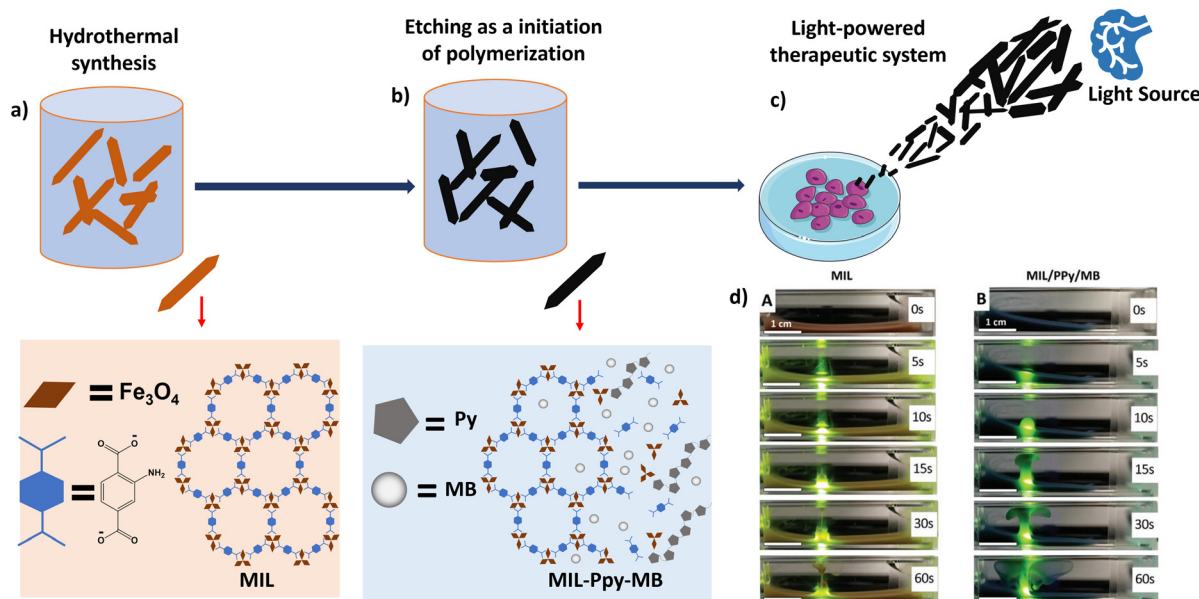 Hydrothermal
synthesis
a)
Etching as a initiation
of polymerization
b)
Light-powered
therapeutic system
c)
Light Source
Fe₃O₄
O
O⁻
NH₂
O⁻
O
MIL
Py
MB
MIL-Ppy-MB
d)
MIL
A
0s
1 cm
5s
10s
15s
30s
60s
MIL/PPy/MB
B
0s
1 cm
5s
10s
15s
30s
60s